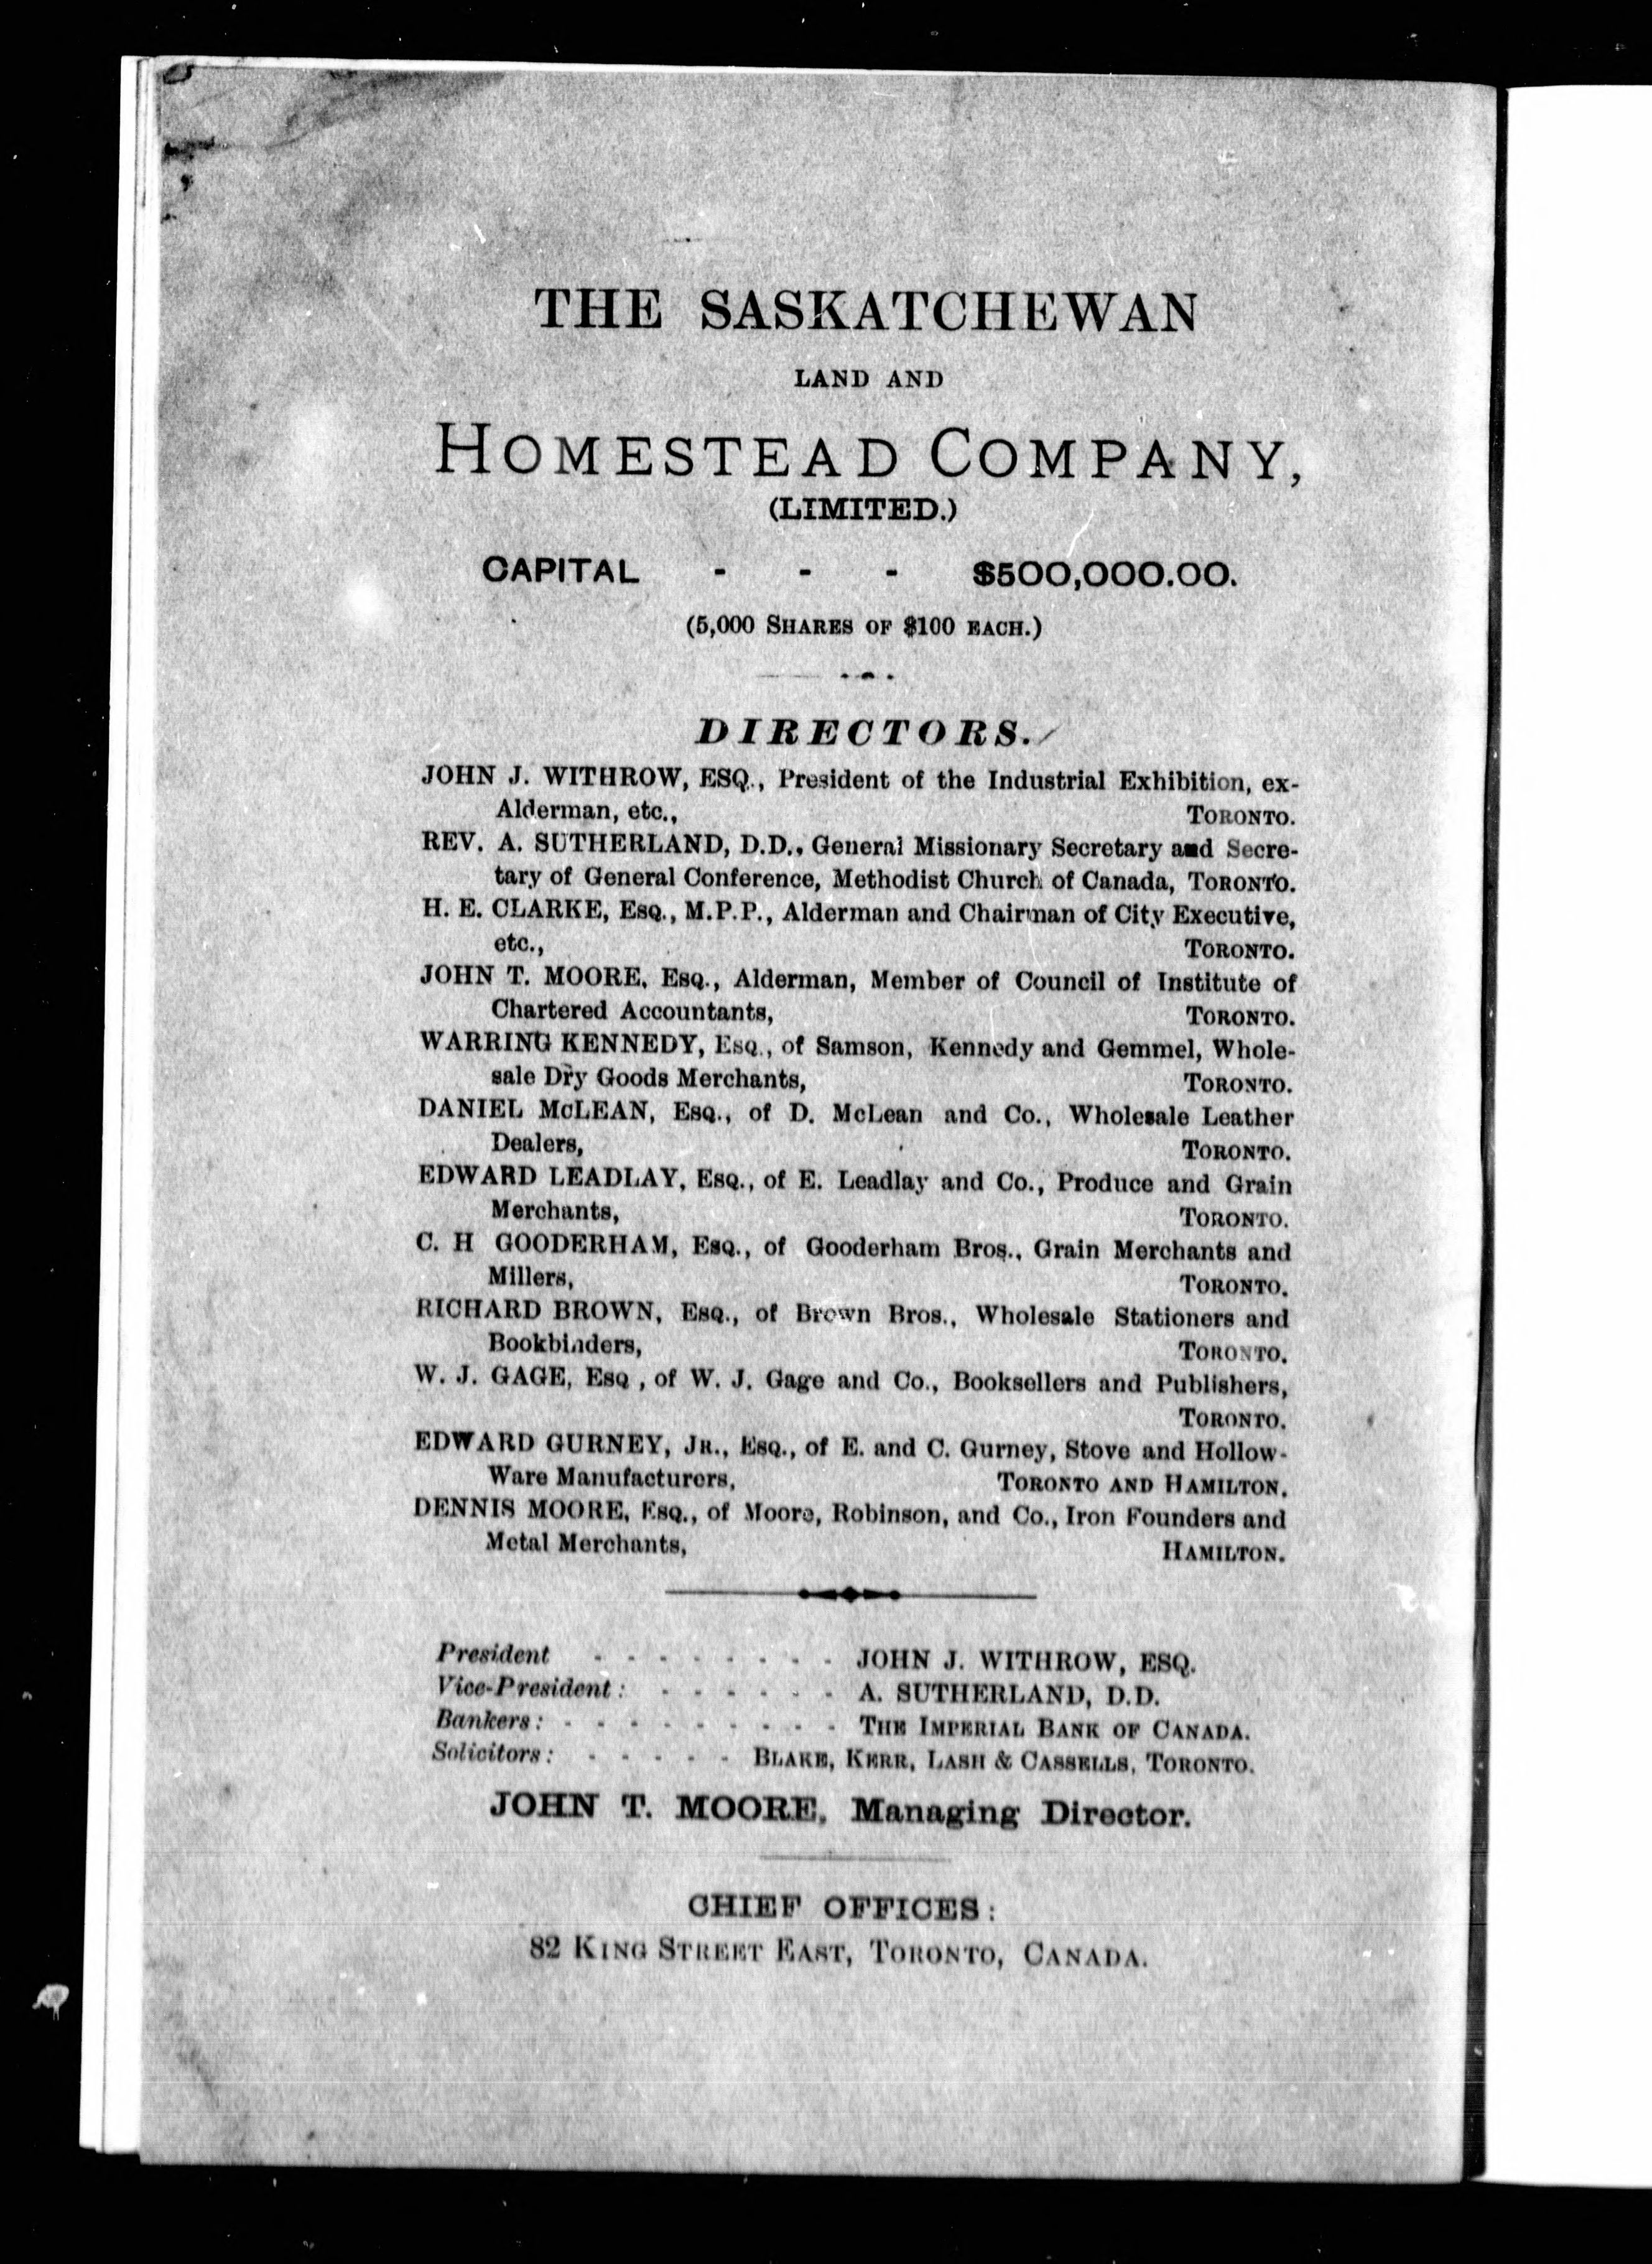 THE SASKATCHEWAN
LAND AND
HOMESTEAD COMPANY,
(LIMITED.)
CAPITAL - - - $500,000.00.
(5,000 SHARES OF $100 EACH.)
DIRECTORS.
JOHN J. WITHROW, ESQ., President of the Industrial Exhibition, ex-
Alderman, etc., TORONTO.
REV. A. SUTHERLAND, D.D., General Missionary Secretary and Secre-
tary of General Conference, Methodist Church of Canada, TORONTO.
H. E. CLARKE, ESQ., M.P.P., Alderman and Chairman of City Executive,
etc., TORONTO.
JOHN T. MOORE, ESQ., Alderman, Member of Council of Institute of
Chartered Accountants, TORONTO.
WARRING KENNEDY, ESQ., of Samson, Kennedy and Gemmel, Whole-
sale Dry Goods Merchants, TORONTO.
DANIEL McLEAN, ESQ., of D. McLean and Co., Wholesale Leather
Dealers, TORONTO.
EDWARD LEADLAY, ESQ., of E. Leadlay and Co., Produce and Grain
Merchants, TORONTO.
C. H GOODERHAM, ESQ., of Gooderham Bros., Grain Merchants and
Millers, TORONTO.
RICHARD BROWN, ESQ., of Brown Bros., Wholesale Stationers and
Bookbinders, TORONTO.
W. J. GAGE, ESQ , of W. J. Gage and Co., Booksellers and Publishers,
TORONTO.
EDWARD GURNEY, JR., ESQ., of E. and C. Gurney, Stove and Hollow-
Ware Manufacturers, TORONTO AND HAMILTON.
DENNIS MOORE, ESQ., of Moore, Robinson, and Co., Iron Founders and
Metal Merchants, HAMILTON.
President - - - - - - - - JOHN J. WITHROW, ESQ.
Vice-President: - - - - - - A. SUTHERLAND, D.D.
Bankers: - - - - - - - - - THE IMPERIAL BANK OF CANADA.
Solicitors: - - - - - BLAKE, KERR, LASH & CASSELLS, TORONTO.
JOHN T. MOORE, Managing Director.
CHIEF OFFICES:
82 KING STREET EAST, TORONTO, CANADA.